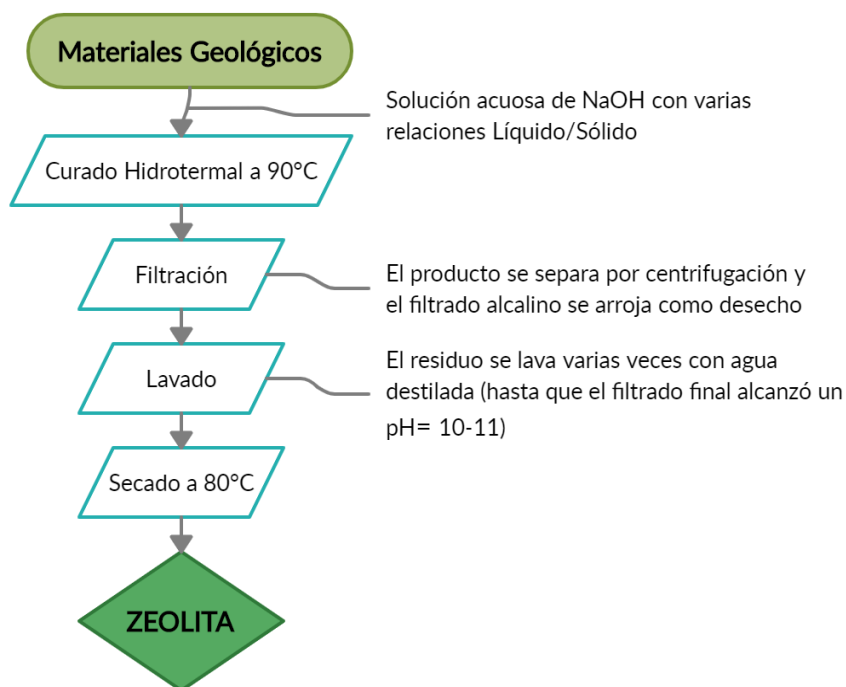 Materiales Geológicos
Solución acuosa de NaOH con varias
relaciones Líquido/Sólido
Curado Hidrotermal a 90°C
Filtración
El producto se separa por centrifugación y
el filtrado alcalino se arroja como desecho
Lavado
El residuo se lava varias veces con agua
destilada (hasta que el filtrado final alcanzó un
pH= 10-11)
Secado a 80°C
ZEOLITA